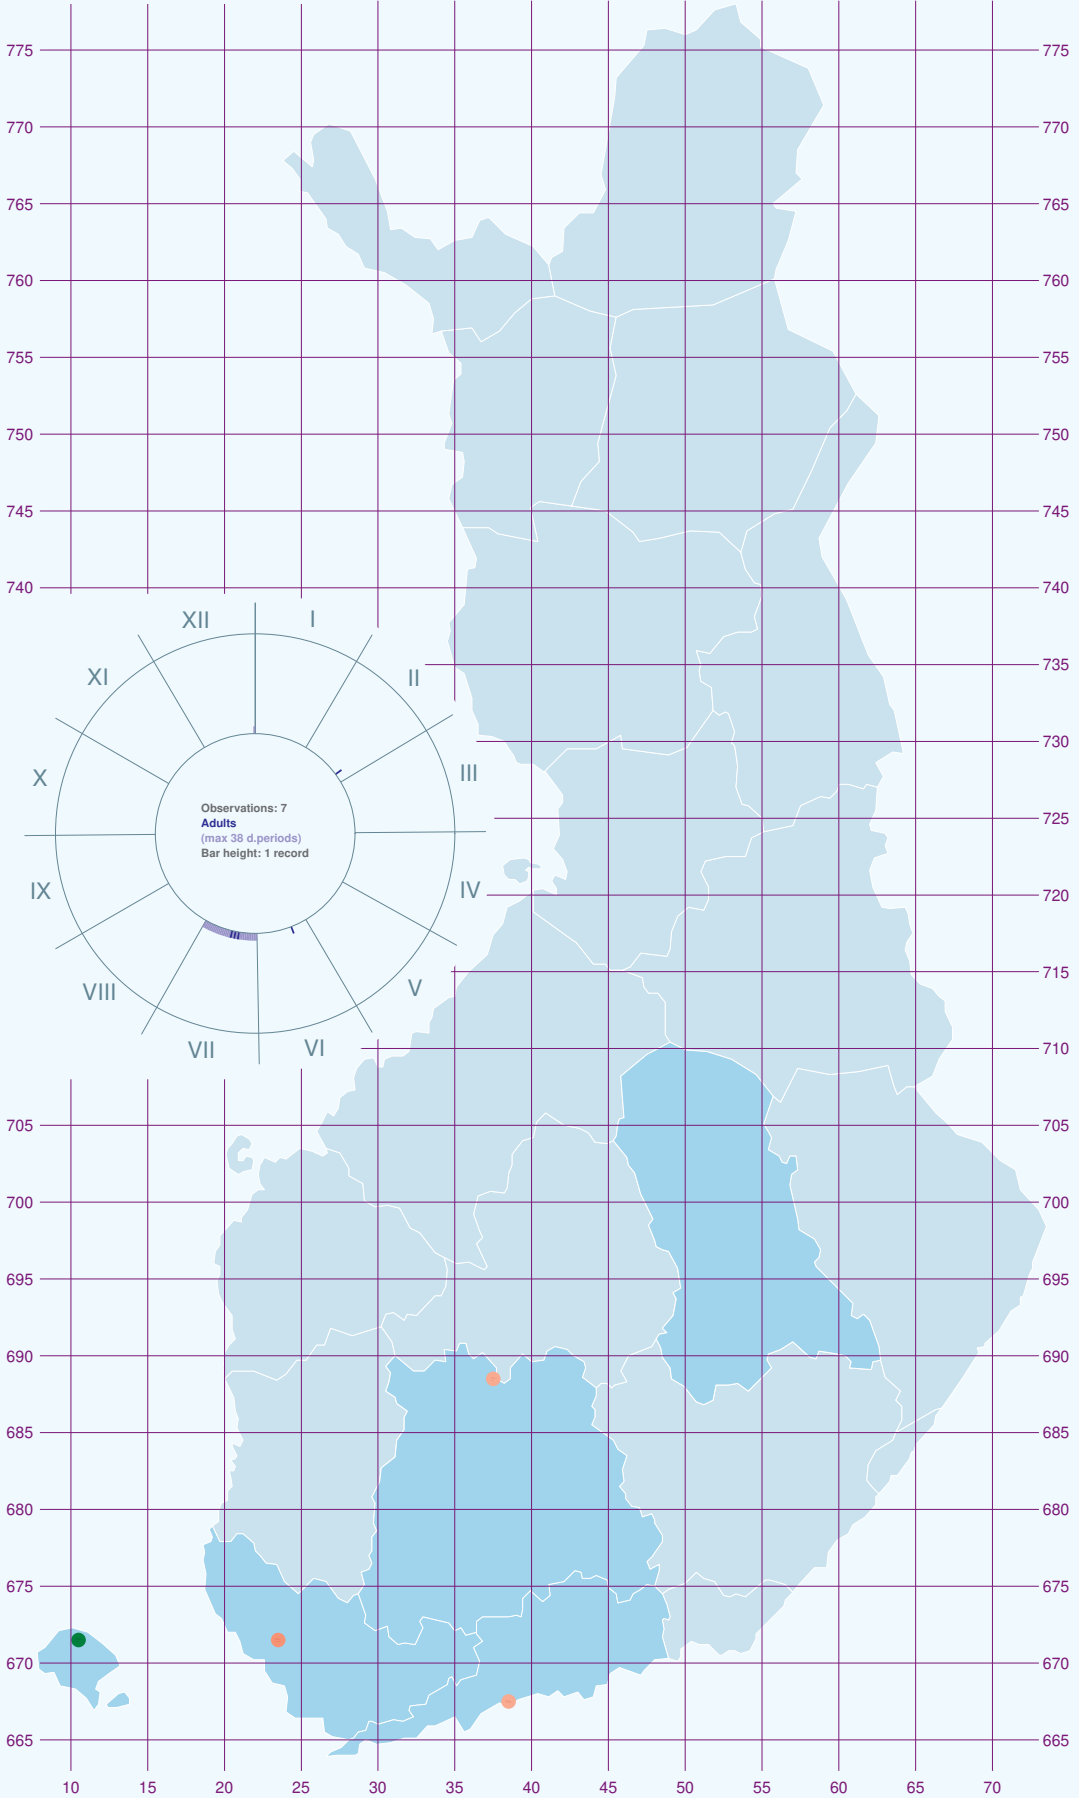 775 775
770 770
765 765
760 760
755 755
750 750
745 745
740 740
XII I
XI II
735 735
730 730
X III
Observations: 7
Adults
(max 38 d.periods)
Bar height: 1 record
725 725
IX IV
720 720
VIII V
715 715
VII VI
710 710
705 705
700 700
695 695
690 690
685 685
680 680
675 675
670 670
665 665
10 15 20 25 30 35 40 45 50 55 60 65 70